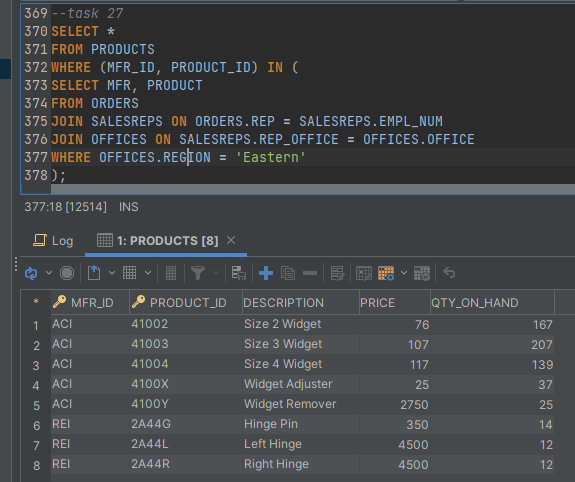 369 --task 27
370 SELECT *
371 FROM PRODUCTS
372 WHERE (MFR_ID, PRODUCT_ID) IN (
373 SELECT MFR, PRODUCT
374 FROM ORDERS
375 JOIN SALESREPS ON ORDERS.REP = SALESREPS.EMPL_NUM
376 JOIN OFFICES ON SALESREPS.REP_OFFICE = OFFICES.OFFICE
377 WHERE OFFICES.REGION = 'Eastern'
378 );
377:18 [12514] INS
Log 1: PRODUCTS [8] ×
* MFR_ID PRODUCT_ID DESCRIPTION PRICE QTY_ON_HAND
1 ACI 41002 Size 2 Widget 76 167
2 ACI 41003 Size 3 Widget 107 207
3 ACI 41004 Size 4 Widget 117 139
4 ACI 4100X Widget Adjuster 25 37
5 ACI 4100Y Widget Remover 2750 25
6 REI 2A44G Hinge Pin 350 14
7 REI 2A44L Left Hinge 4500 12
8 REI 2A44R Right Hinge 4500 12